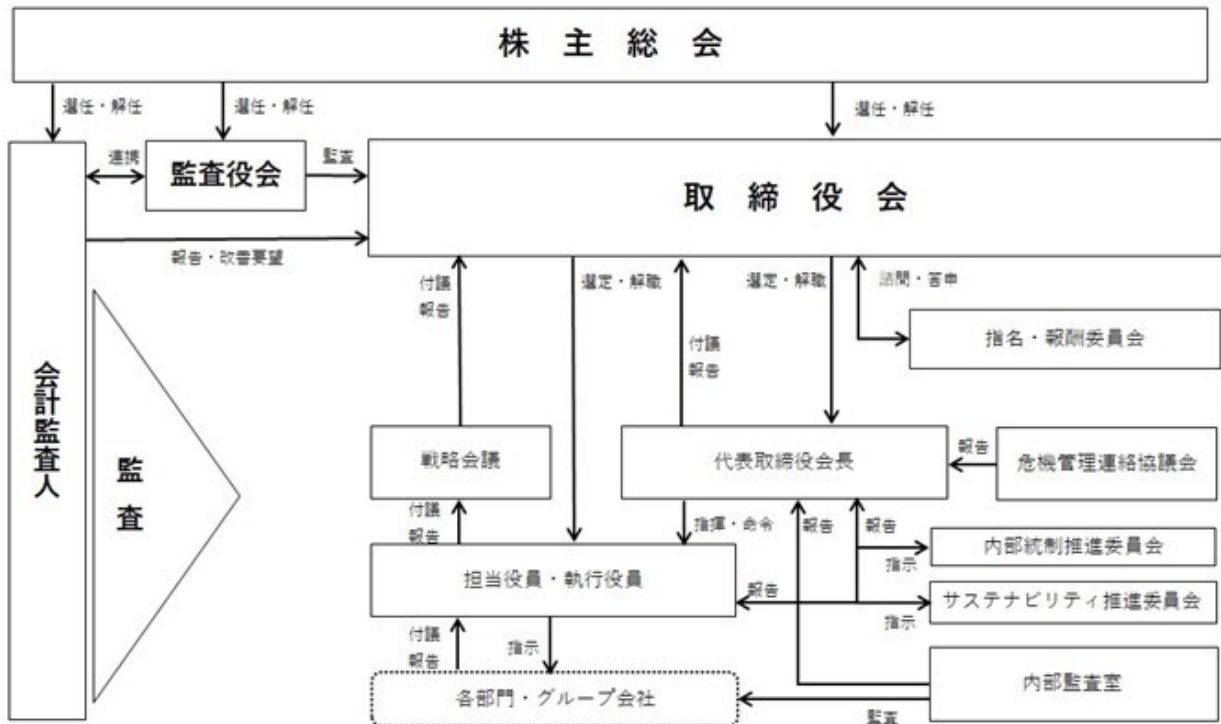 株主総会
選任・解任
選任・解任
選任・解任
連携
監査役会
監査
取締役会
報告・改善要望
付議
報告
選定・解職
選定・解職
諮問・答申
付議
報告
指名・報酬委員会
会計監査人
監査
戦略会議
代表取締役会長
報告
危機管理連絡協議会
付議
報告
指揮・命令
報告
報告
内部統制推進委員会
指示
担当役員・執行役員
報告
サステナビリティ推進委員会
指示
付議
報告
指示
各部門・グループ会社
内部監査室
監査